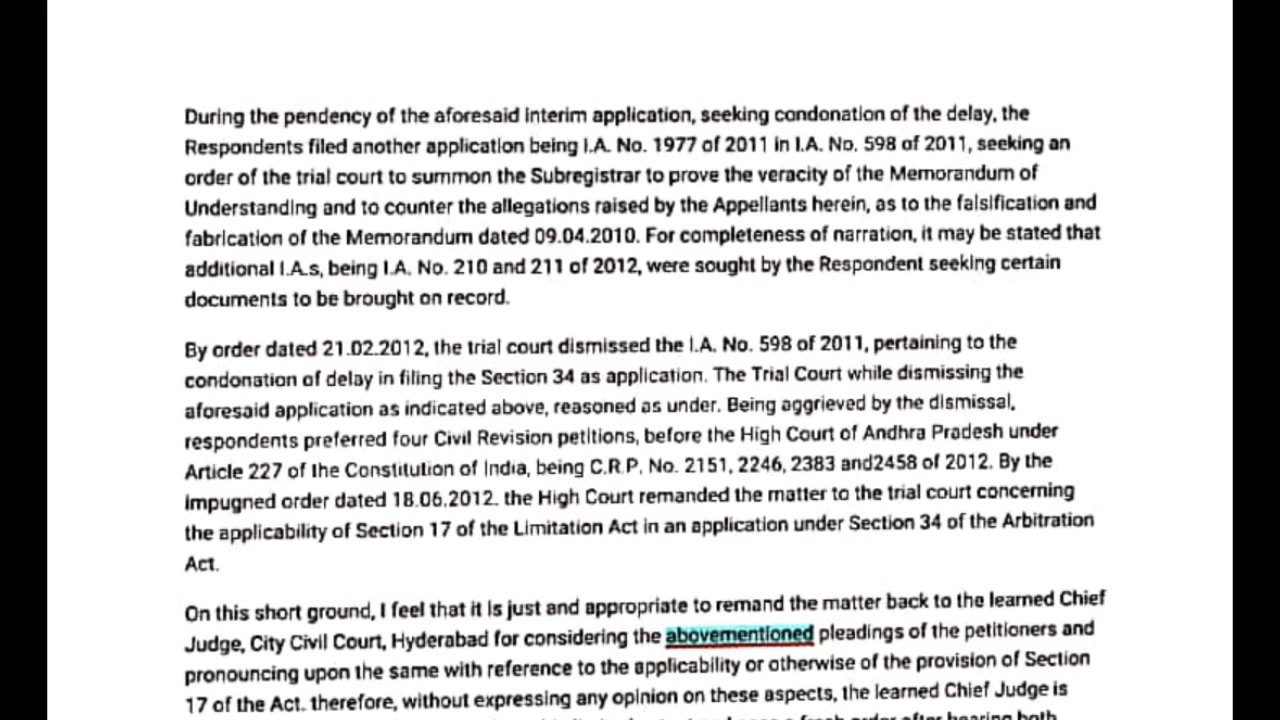 During the pendency of the aforesaid interim application, seeking condonation of the delay, the
Respondents filed another application being I.A. No. 1977 of 2011 in I.A. No. 598 of 2011, seeking an
order of the trial court to summon the Subregistrar to prove the veracity of the Memorandum of
Understanding and to counter the allegations raised by the Appellants herein, as to the falsification and
fabrication of the Memorandum dated 09.04.2010. For completeness of narration, it may be stated that
additional I.A.s, being I.A. No. 210 and 211 of 2012, were sought by the Respondent seeking certain
documents to be brought on record.
By order dated 21.02.2012, the trial court dismissed the I.A. No. 598 of 2011, pertaining to the
condonation of delay in filing the Section 34 as application. The Trial Court while dismissing the
aforesaid application as indicated above, reasoned as under. Being aggrieved by the dismissal,
respondents preferred four Civil Revision petitions, before the High Court of Andhra Pradesh under
Article 227 of the Constitution of India, being C.R.P. No. 2151, 2246, 2383 and2458 of 2012. By the
impugned order dated 18.06.2012. the High Court remanded the matter to the trial court concerning
the applicability of Section 17 of the Limitation Act in an application under Section 34 of the Arbitration
Act.
On this short ground, I feel that it is just and appropriate to remand the matter back to the learned Chief
Judge, City Civil Court, Hyderabad for considering the abovementioned pleadings of the petitioners and
pronouncing upon the same with reference to the applicability or otherwise of the provision of Section
17 of the Act. therefore, without expressing any opinion on these aspects, the learned Chief Judge is
a fresh order after hearing both